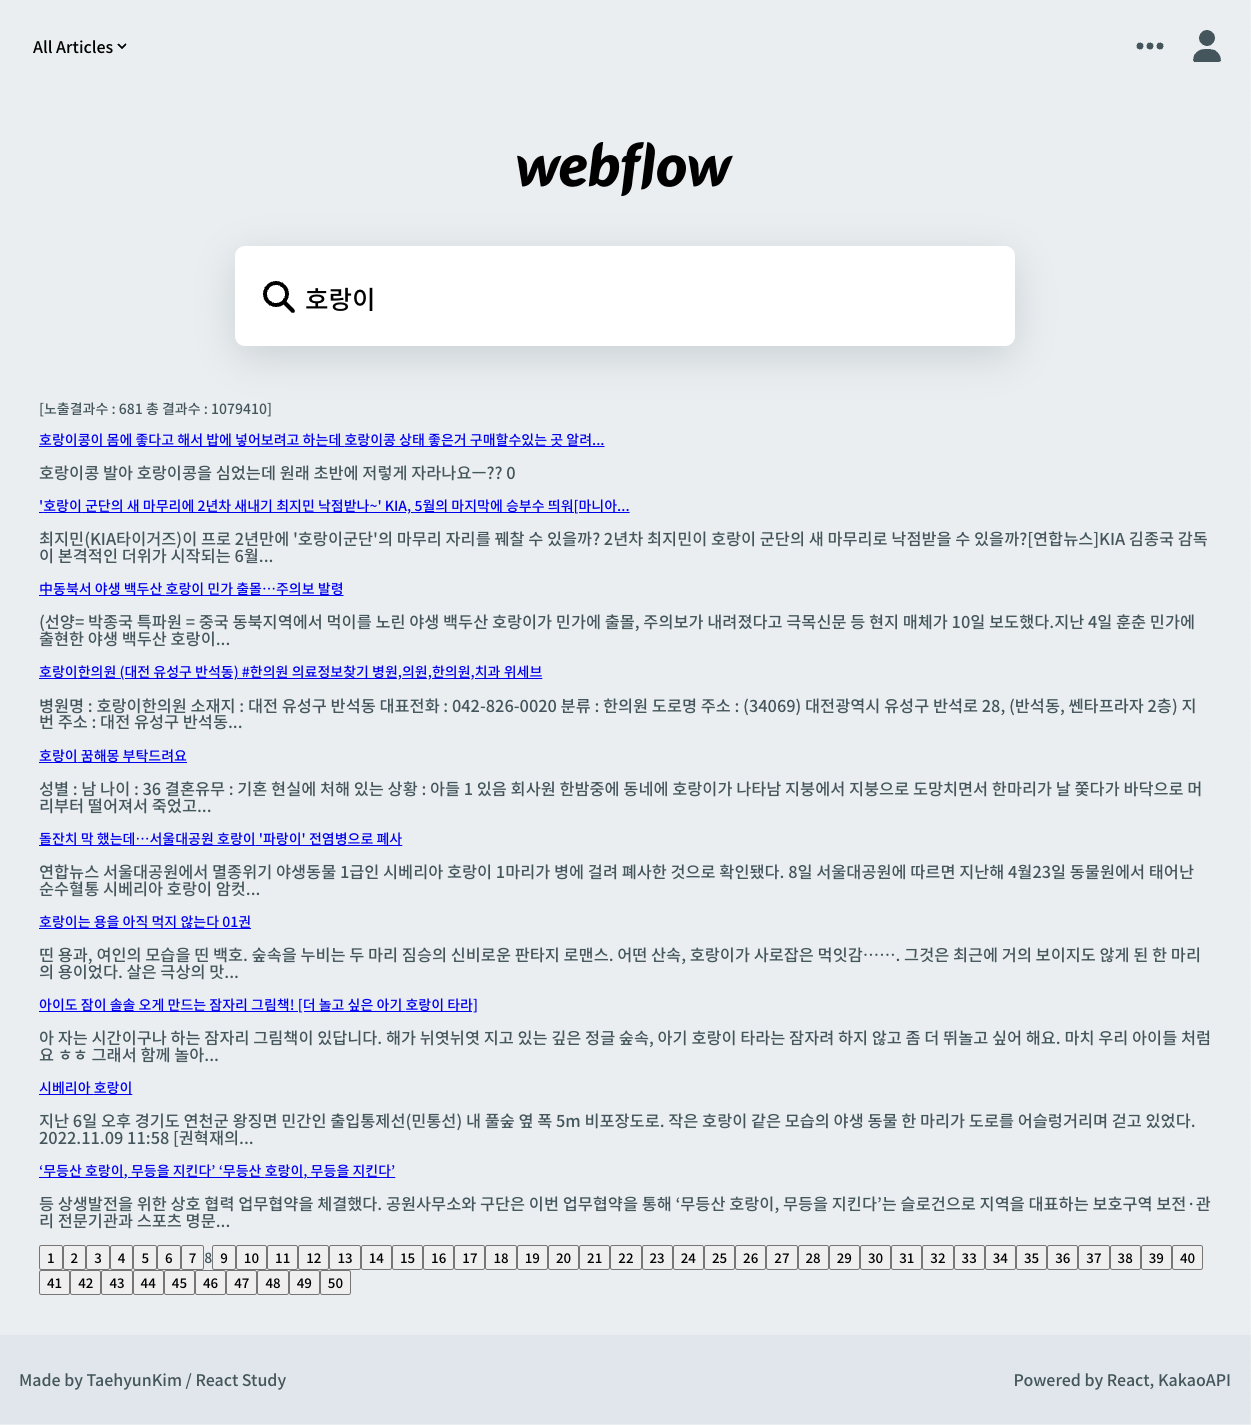 All Articles
webflow
호랑이
[노출결과수 : 681 총 결과수 : 1079410]
호랑이콩이 몸에 좋다고 해서 밥에 넣어보려고 하는데 호랑이콩 상태 좋은거 구매할수있는 곳 알려...
호랑이콩 발아 호랑이콩을 심었는데 원래 초반에 저렇게 자라나요ㅡ?? 0
'호랑이 군단의 새 마무리에 2년차 새내기 최지민 낙점받나~' KIA, 5월의 마지막에 승부수 띄워[마니아...
최지민(KIA타이거즈)이 프로 2년만에 '호랑이군단'의 마무리 자리를 꿰찰 수 있을까? 2년차 최지민이 호랑이 군단의 새 마무리로 낙점받을 수 있을까?[연합뉴스]KIA 김종국 감독
이 본격적인 더위가 시작되는 6월...
中동북서 야생 백두산 호랑이 민가 출몰…주의보 발령
(선양= 박종국 특파원 = 중국 동북지역에서 먹이를 노린 야생 백두산 호랑이가 민가에 출몰, 주의보가 내려졌다고 극목신문 등 현지 매체가 10일 보도했다.지난 4일 훈춘 민가에
출현한 야생 백두산 호랑이...
호랑이한의원 (대전 유성구 반석동) #한의원 의료정보찾기 병원,의원,한의원,치과 위세브
병원명 : 호랑이한의원 소재지 : 대전 유성구 반석동 대표전화 : 042-826-0020 분류 : 한의원 도로명 주소 : (34069) 대전광역시 유성구 반석로 28, (반석동, 쎈타프라자 2층) 지
번 주소 : 대전 유성구 반석동...
호랑이 꿈해몽 부탁드려요
성별 : 남 나이 : 36 결혼유무 : 기혼 현실에 처해 있는 상황 : 아들 1 있음 회사원 한밤중에 동네에 호랑이가 나타남 지붕에서 지붕으로 도망치면서 한마리가 날 쫓다가 바닥으로 머
리부터 떨어져서 죽었고...
돌잔치 막 했는데…서울대공원 호랑이 '파랑이' 전염병으로 폐사
연합뉴스 서울대공원에서 멸종위기 야생동물 1급인 시베리아 호랑이 1마리가 병에 걸려 폐사한 것으로 확인됐다. 8일 서울대공원에 따르면 지난해 4월23일 동물원에서 태어난
순수혈통 시베리아 호랑이 암컷...
호랑이는 용을 아직 먹지 않는다 01권
띤 용과, 여인의 모습을 띤 백호. 숲속을 누비는 두 마리 짐승의 신비로운 판타지 로맨스. 어떤 산속, 호랑이가 사로잡은 먹잇감……. 그것은 최근에 거의 보이지도 않게 된 한 마리
의 용이었다. 살은 극상의 맛...
아이도 잠이 솔솔 오게 만드는 잠자리 그림책! [더 놀고 싶은 아기 호랑이 타라]
아 자는 시간이구나 하는 잠자리 그림책이 있답니다. 해가 뉘엿뉘엿 지고 있는 깊은 정글 숲속, 아기 호랑이 타라는 잠자려 하지 않고 좀 더 뛰놀고 싶어 해요. 마치 우리 아이들 처럼
요 ㅎㅎ 그래서 함께 놀아...
시베리아 호랑이
지난 6일 오후 경기도 연천군 왕징면 민간인 출입통제선(민통선) 내 풀숲 옆 폭 5m 비포장도로. 작은 호랑이 같은 모습의 야생 동물 한 마리가 도로를 어슬렁거리며 걷고 있었다.
2022.11.09 11:58 [권혁재의...
‘무등산 호랑이, 무등을 지킨다’ ‘무등산 호랑이, 무등을 지킨다’
등 상생발전을 위한 상호 협력 업무협약을 체결했다. 공원사무소와 구단은 이번 업무협약을 통해 ‘무등산 호랑이, 무등을 지킨다’는 슬로건으로 지역을 대표하는 보호구역 보전·관
리 전문기관과 스포츠 명문...
1 2 3 4 5 6 7 8 9 10 11 12 13 14 15 16 17 18 19 20 21 22 23 24 25 26 27 28 29 30 31 32 33 34 35 36 37 38 39 40
41 42 43 44 45 46 47 48 49 50
Made by TaehyunKim / React Study
Powered by React, KakaoAPI